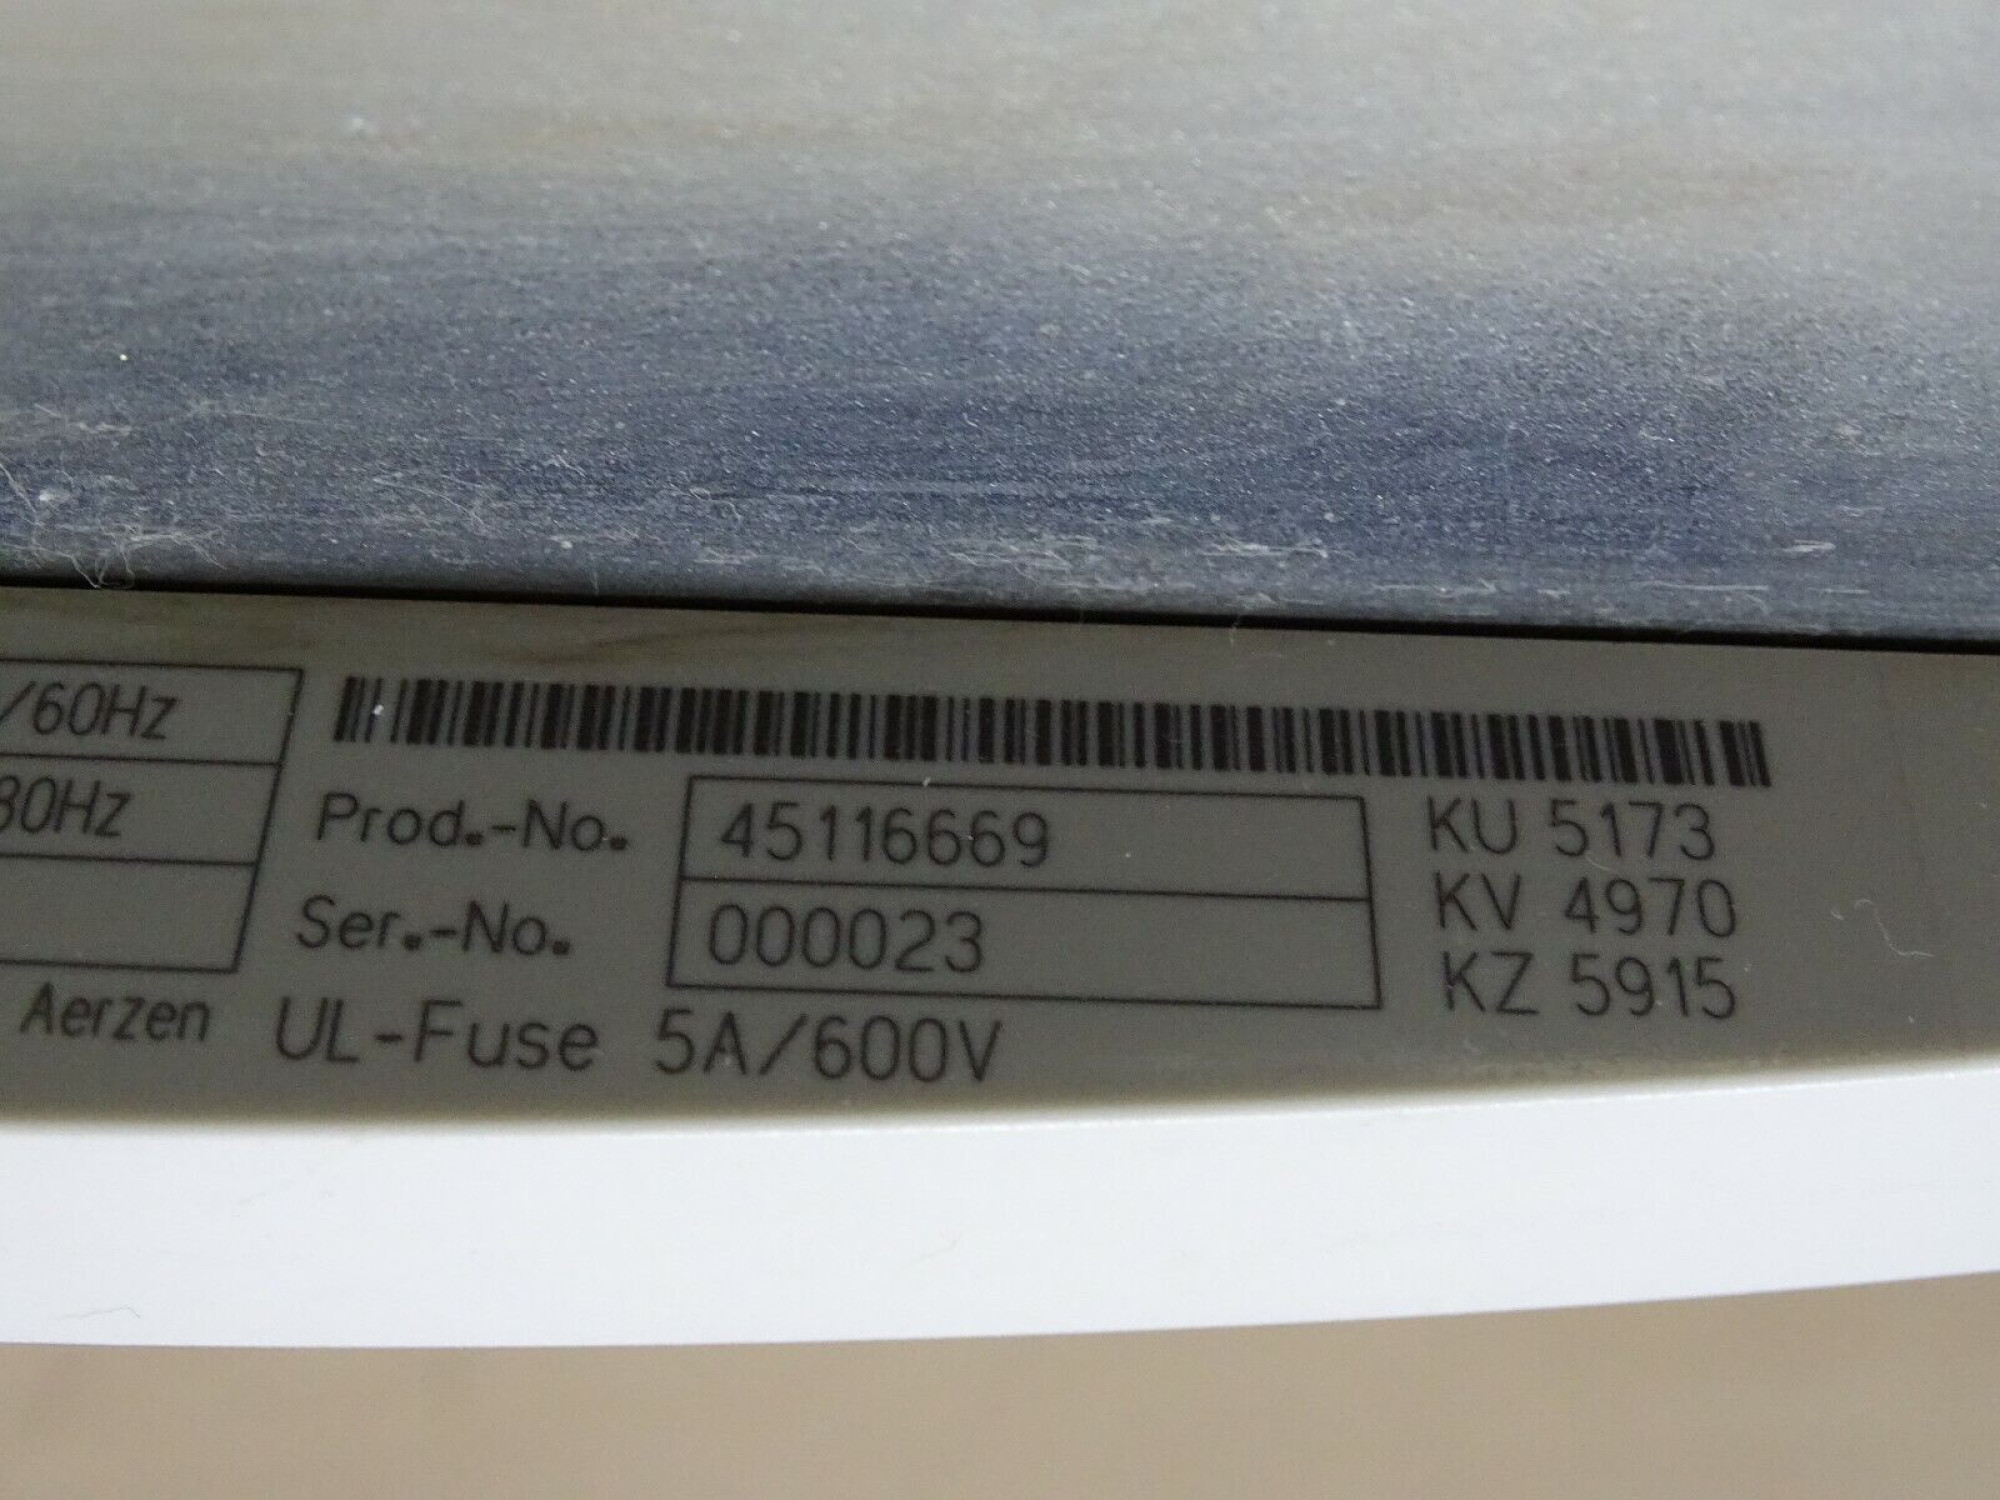 /60Hz
80Hz
Prod.-No. 45116669 KU 5173
Ser.-No. 000023 KV 4970
KZ 5915
Aerzen UL-Fuse 5A/600V